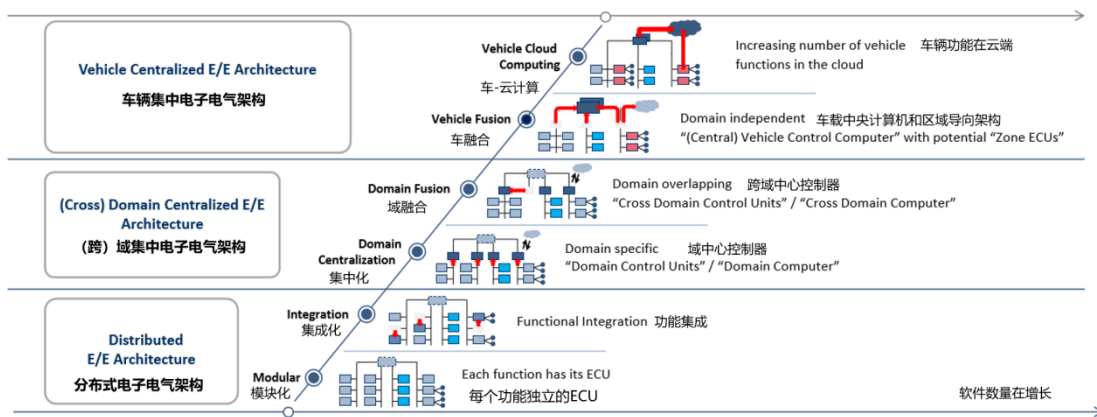 Vehicle Centralized E/E Architecture
车辆集中电子电气架构
Vehicle Cloud
Computing
车-云计算
Increasing number of vehicle 车辆功能在云端
functions in the cloud
Vehicle Fusion
车融合
Domain independent 车载中央计算机和区域导向架构
“(Central) Vehicle Control Computer” with potential “Zone ECUs”
(Cross) Domain Centralized E/E
Architecture
（跨）域集中电子电气架构
Domain Fusion
域融合
Domain overlapping 跨域中心控制器
“Cross Domain Control Units” / “Cross Domain Computer”
Domain
Centralization
集中化
Domain specific 域中心控制器
“Domain Control Units” / “Domain Computer”
Distributed
E/E Architecture
分布式电子电气架构
Integration
集成化
Functional Integration 功能集成
Modular
模块化
Each function has its ECU
每个功能独立的ECU
软件数量在增长